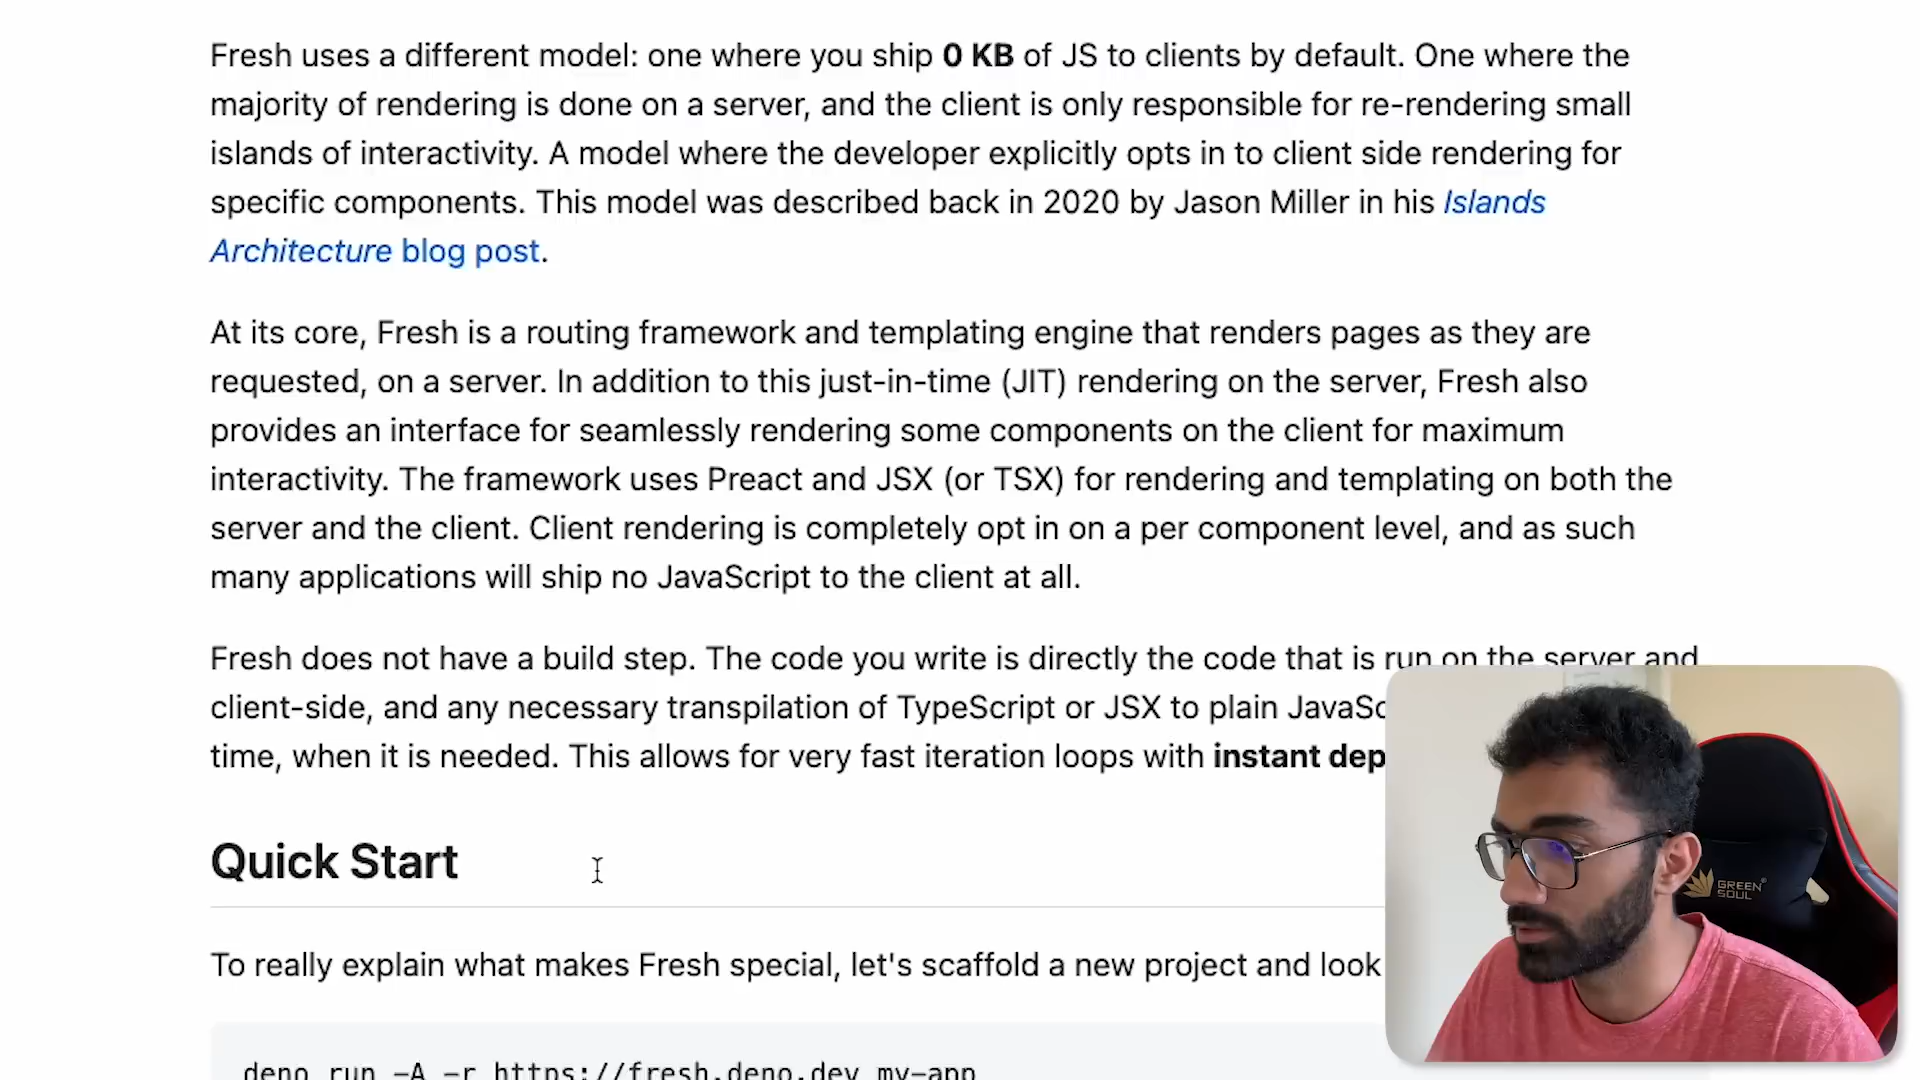 Fresh uses a different model: one where you ship 0 KB of JS to clients by default. One where the
majority of rendering is done on a server, and the client is only responsible for re-rendering small
islands of interactivity. A model where the developer explicitly opts in to client side rendering for
specific components. This model was described back in 2020 by Jason Miller in his Islands
Architecture blog post.
At its core, Fresh is a routing framework and templating engine that renders pages as they are
requested, on a server. In addition to this just-in-time (JIT) rendering on the server, Fresh also
provides an interface for seamlessly rendering some components on the client for maximum
interactivity. The framework uses Preact and JSX (or TSX) for rendering and templating on both the
server and the client. Client rendering is completely opt in on a per component level, and as such
many applications will ship no JavaScript to the client at all.
Fresh does not have a build step. The code you write is directly the code that is run on the server and
client-side, and any necessary transpilation of TypeScript or JSX to plain JavaSc
time, when it is needed. This allows for very fast iteration loops with instant dep
Quick Start
To really explain what makes Fresh special, let's scaffold a new project and look
deno run -A -r https://fresh.deno.dev my-app
GREEN
SOUL